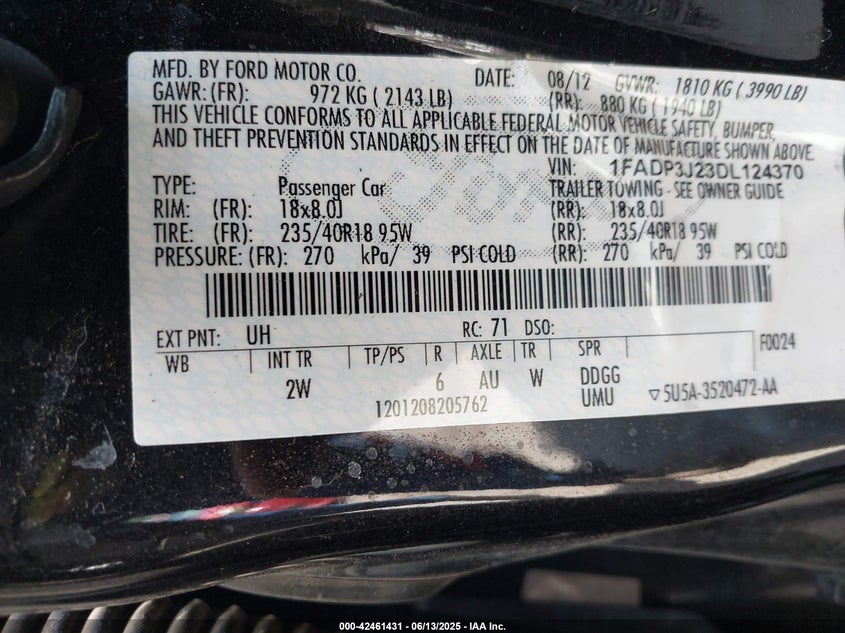 MFD. BY FORD MOTOR CO. DATE: 08/12 GVWR: 1810 KG ( 3990 LB)
GAWR: (FR): 972 KG ( 2143 LB) (RR): 880 KG ( 1940 LB)
THIS VEHICLE CONFORMS TO ALL APPLICABLE FEDERAL MOTOR VEHICLE SAFETY, BUMPER,
AND THEFT PREVENTION STANDARDS IN EFFECT ON THE DATE OF MANUFACTURE SHOWN ABOVE.
VIN: 1FADP3J23DL124370
TYPE: Passenger Car TRAILER TOWING - SEE OWNER GUIDE
RIM: (FR): 18x8.0J (RR): 18x8.0J
TIRE: (FR): 235/40R18 95W (RR): 235/40R18 95W
PRESSURE: (FR): 270 kPa/ 39 PSI COLD (RR): 270 kPa/ 39 PSI COLD
EXT PNT: UH RC: 71 DSO:
WB INT TR TP/PS R AXLE TR SPR F0024
2W 6 AU W DDGG
UMU ▽5U5A-3520472-AA
1201208205762
000-42461431 - 06/13/2025 - IAA Inc.